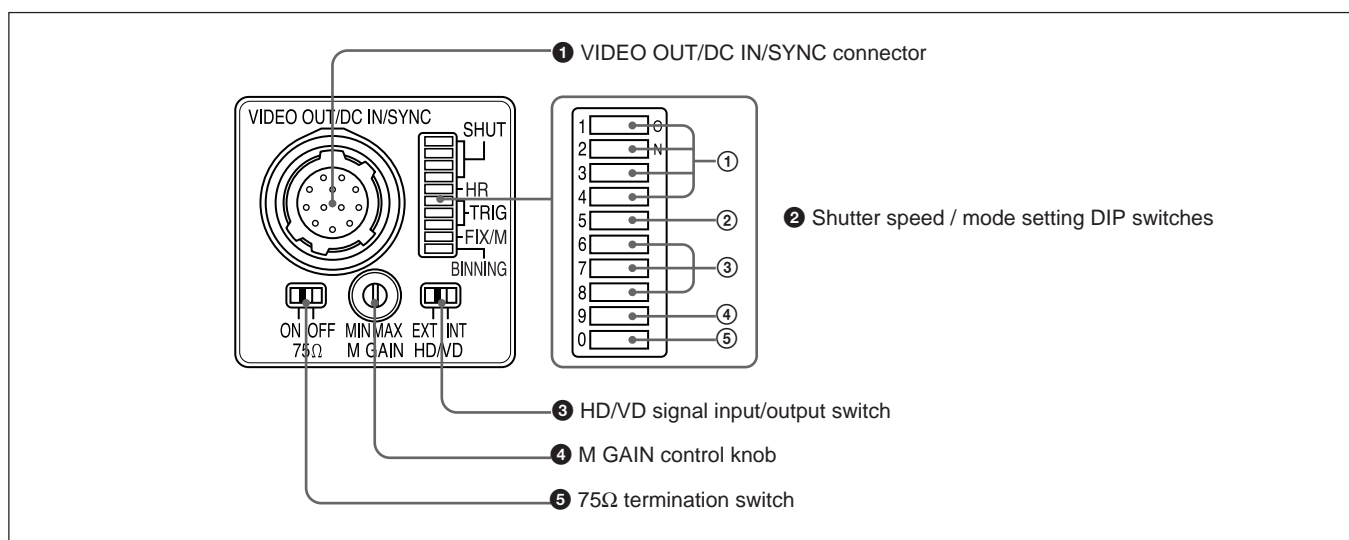 ❶ VIDEO OUT/DC IN/SYNC connector
VIDEO OUT/DC IN/SYNC
SHUT
HR
TRIG
FIX/M
BINNING
ON OFF
75Ω
MIN MAX
M GAIN
EXT INT
HD/VD
1 O
2 N
3
4
5
6
7
8
9
0
①
②
③
④
⑤
❷ Shutter speed / mode setting DIP switches
❸ HD/VD signal input/output switch
❹ M GAIN control knob
❺ 75Ω termination switch